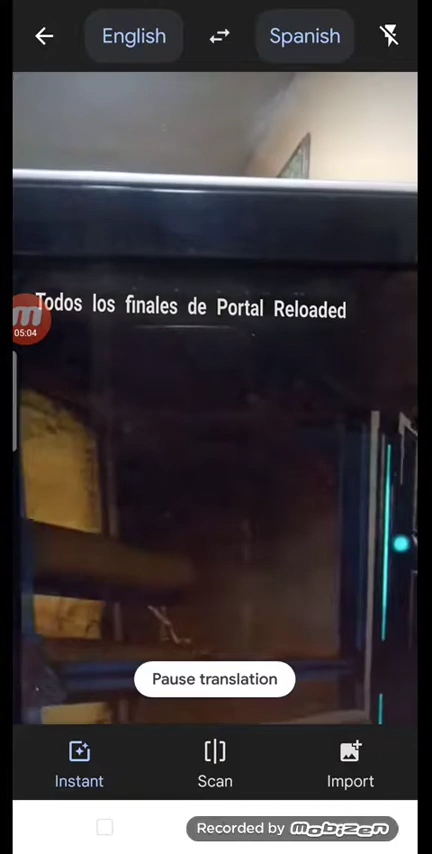 English
Spanish
Todos los finales de Portal Reloaded
05:04
Pause translation
Instant
Scan
Import
Recorded by MOBIZEN